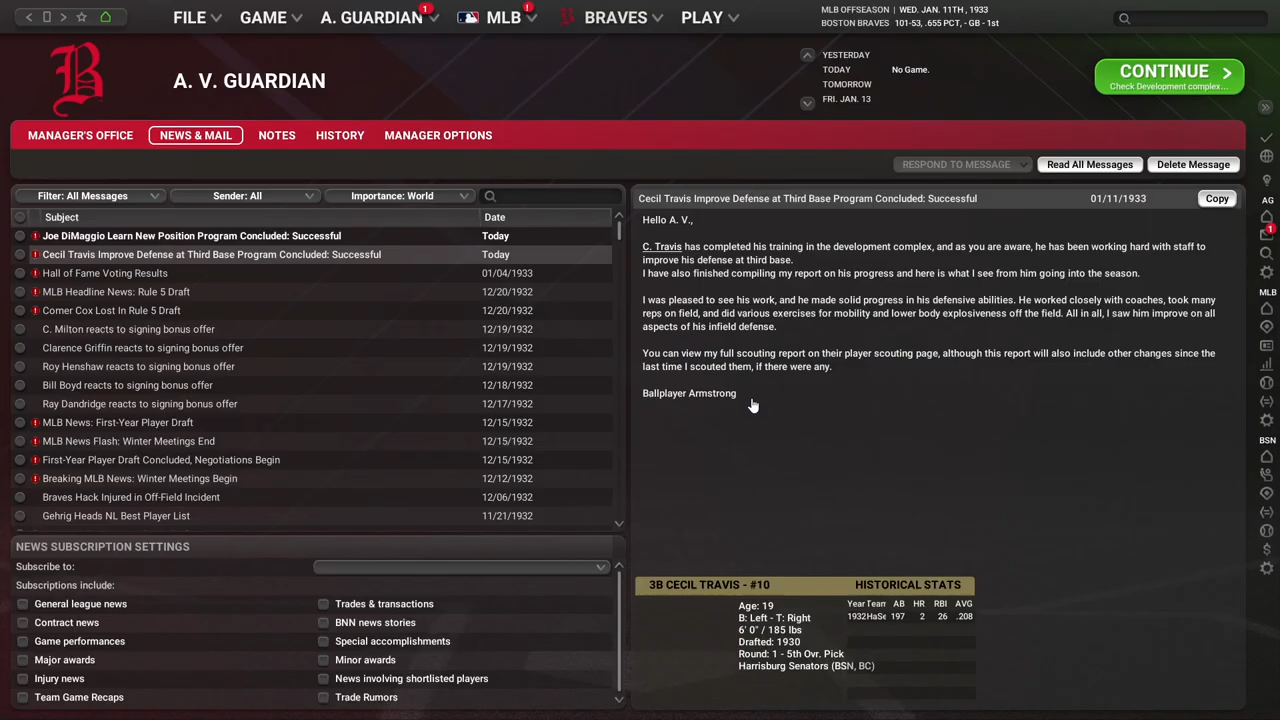 FILE
GAME
A. GUARDIAN
1
MLB
1
BRAVES
PLAY
MLB OFFSEASON | WED. JAN. 11TH , 1933
BOSTON BRAVES 101-53, .655 PCT, - GB - 1st
B
A. V. GUARDIAN
YESTERDAY
TODAY No Game.
TOMORROW
FRI. JAN. 13
CONTINUE
Check Development complex...
MANAGER'S OFFICE
NEWS & MAIL
NOTES
HISTORY
MANAGER OPTIONS
RESPOND TO MESSAGE
Read All Messages
Delete Message
Filter: All Messages
Sender: All
Importance: World
Subject Date
Joe DiMaggio Learn New Position Program Concluded: Successful Today
Cecil Travis Improve Defense at Third Base Program Concluded: Successful Today
Hall of Fame Voting Results 01/04/1933
MLB Headline News: Rule 5 Draft 12/20/1932
Comer Cox Lost In Rule 5 Draft 12/20/1932
C. Milton reacts to signing bonus offer 12/19/1932
Clarence Griffin reacts to signing bonus offer 12/19/1932
Roy Henshaw reacts to signing bonus offer 12/19/1932
Bill Boyd reacts to signing bonus offer 12/18/1932
Ray Dandridge reacts to signing bonus offer 12/17/1932
MLB News: First-Year Player Draft 12/15/1932
MLB News Flash: Winter Meetings End 12/15/1932
First-Year Player Draft Concluded, Negotiations Begin 12/15/1932
Breaking MLB News: Winter Meetings Begin 12/12/1932
Braves Hack Injured in Off-Field Incident 12/06/1932
Gehrig Heads NL Best Player List 11/21/1932
NEWS SUBSCRIPTION SETTINGS
Subscribe to:
Subscriptions include:
General league news Trades & transactions
Contract news BNN news stories
Game performances Special accomplishments
Major awards Minor awards
Injury news News involving shortlisted players
Team Game Recaps Trade Rumors
Cecil Travis Improve Defense at Third Base Program Concluded: Successful 01/11/1933 Copy
Hello A. V.,
C. Travis has completed his training in the development complex, and as you are aware, he has been working hard with staff to
improve his defense at third base.
I have also finished compiling my report on his progress and here is what I see from him going into the season.
I was pleased to see his work, and he made solid progress in his defensive abilities. He worked closely with coaches, took many
reps on field, and did various exercises for mobility and lower body explosiveness off the field. All in all, I saw him improve on all
aspects of his infield defense.
You can view my full scouting report on their player scouting page, although this report will also include other changes since the
last time I scouted them, if there were any.
Ballplayer Armstrong
3B CECIL TRAVIS - #10 HISTORICAL STATS
Age: 19
B: Left - T: Right
6' 0" / 185 lbs
Drafted: 1930
Round: 1 - 5th Ovr. Pick
Harrisburg Senators (BSN, BC)
Year Team AB HR RBI AVG
1932 HaSe 197 2 26 .208
AG
1
MLB
BSN